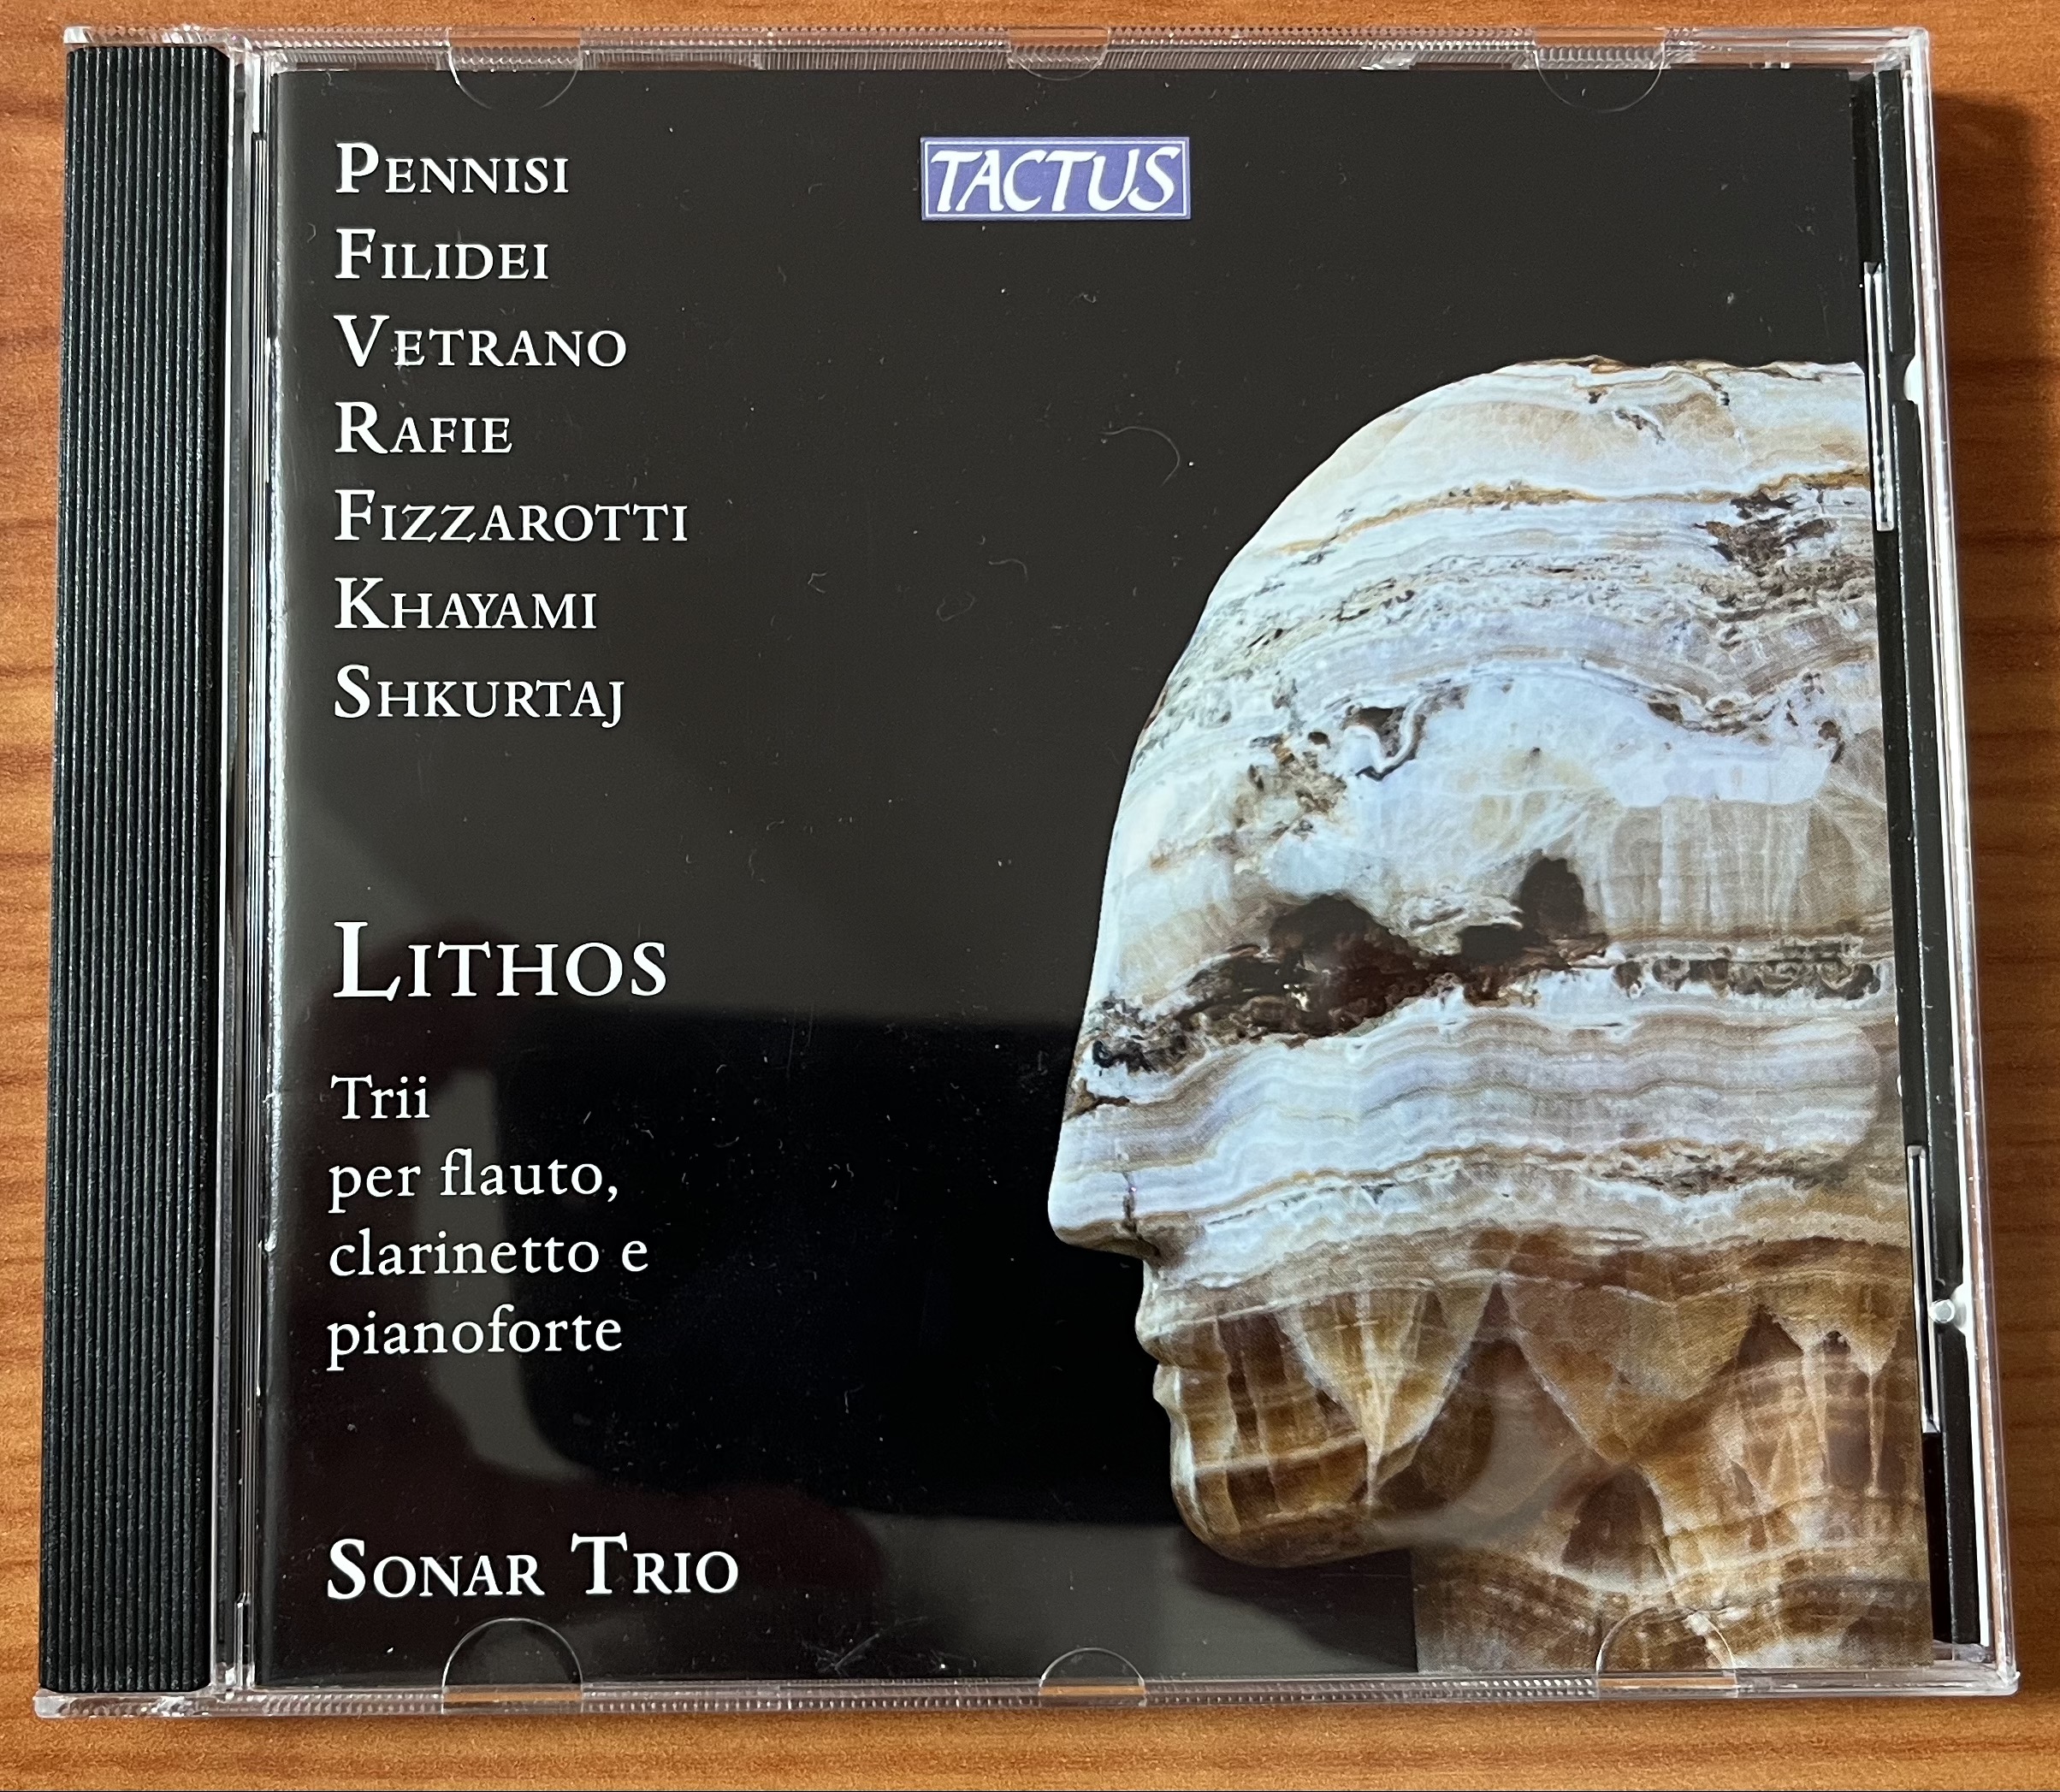 PENNISI
FILIDEI
VETRANO
RAFIE
FIZZAROTTI
KHAYAMI
SHKURTAJ
TACTUS
LITHOS
Trii
per flauto,
clarinetto e
pianoforte
SONAR TRIO